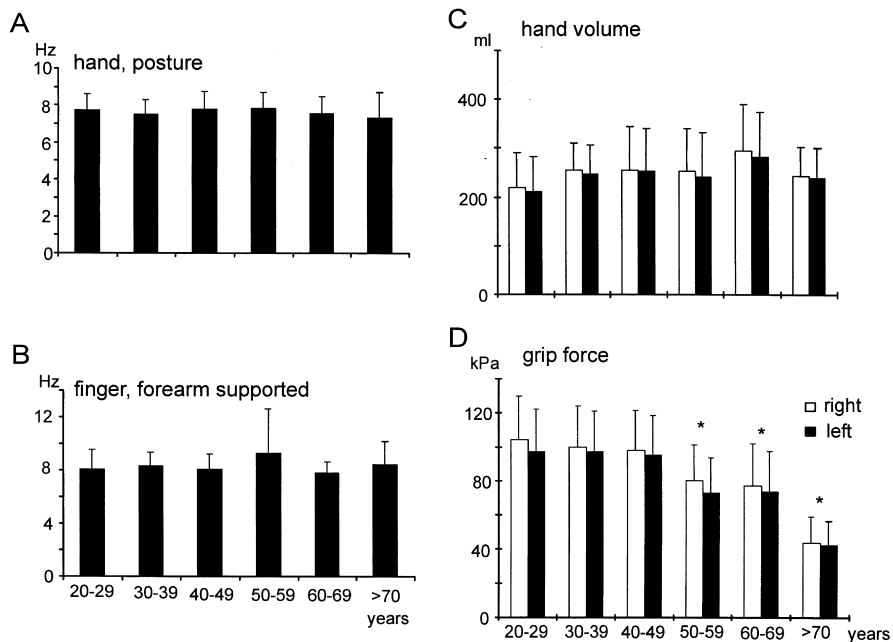 A
Hz
hand, posture
10
8
6
4
2
0
B
Hz
finger, forearm supported
12
8
4
0
20-29 30-39 40-49 50-59 60-69 >70
years
C
ml
hand volume
400
200
0
D
kPa
grip force
right
left
120
80
40
0
* * *
20-29 30-39 40-49 50-59 60-69 >70 years